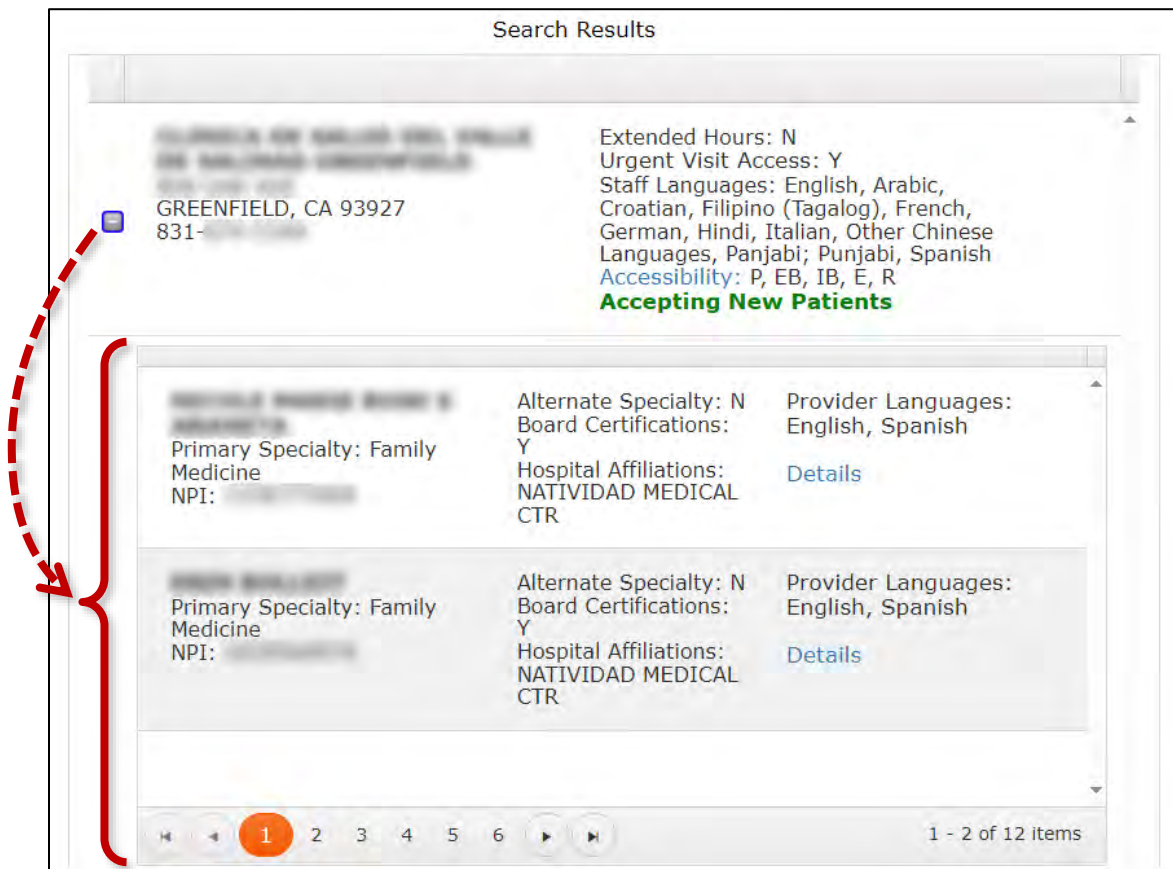 Search Results
Extended Hours: N
Urgent Visit Access: Y
Staff Languages: English, Arabic,
GREENFIELD, CA 93927
Croatian, Filipino (Tagalog), French,
831-
German, Hindi, Italian, Other Chinese
Languages, Panjabi; Punjabi, Spanish
Accessibility: P, EB, IB, E, R
Accepting New Patients
Primary Specialty: Family
Medicine
NPI:
Alternate Specialty: N
Board Certifications:
Y
Hospital Affiliations:
NATIVIDAD MEDICAL
CTR
Provider Languages:
English, Spanish
Details
Primary Specialty: Family
Medicine
NPI:
Alternate Specialty: N
Board Certifications:
Y
Hospital Affiliations:
NATIVIDAD MEDICAL
CTR
Provider Languages:
English, Spanish
Details
1 2 3 4 5 6
1 - 2 of 12 items